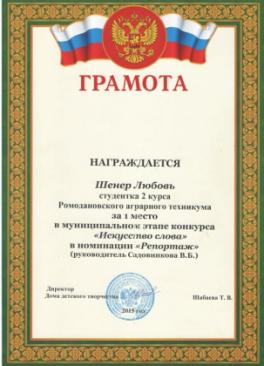 ГРАМОТА
НАГРАЖДАЕТСЯ
Шенер Любовь
студентка 2 курса
Ромодановского аграрного техникума
за 1 место
в муниципальном этапе конкурса
«Искусство слова»
в номинации «Репортаж»
(руководитель Садовникова В.Б.)
Директор
Дома детского творчества
Шабаева Т. В.
2015 год